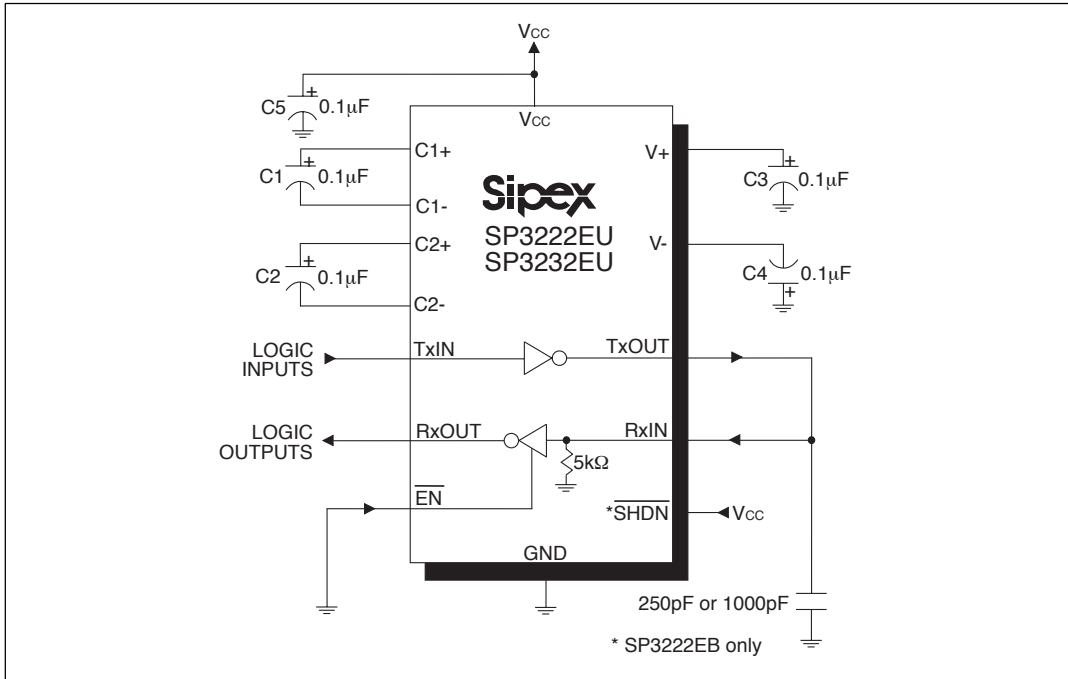 VCC
C5 + 0.1µF
VCC
C1+
V+
C1 + 0.1µF
C3 + 0.1µF
C1-
Sipex
SP3222EU
SP3232EU
C2+
V-
C2 + 0.1µF
C4 + 0.1µF
C2-
LOGIC
INPUTS
TxIN
TxOUT
LOGIC
OUTPUTS
RxOUT
RxIN
5kΩ
EN
*SHDN
VCC
GND
250pF or 1000pF
* SP3222EB only